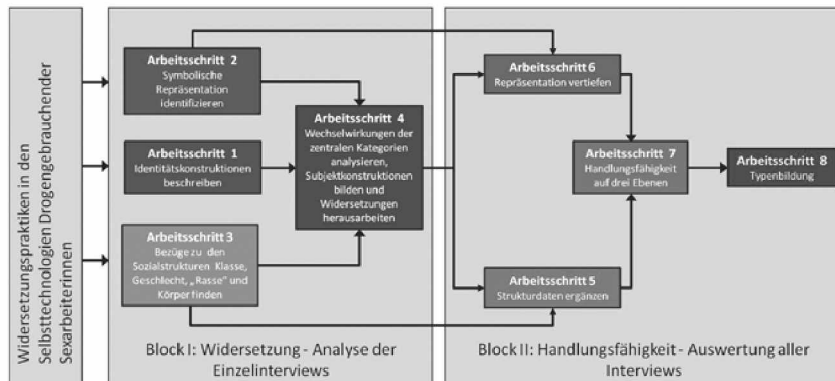 Widersetzungspraktiken in den
Selbsttechnologien Drogengebrauchender
Sexarbeiterinnen
Arbeitsschritt 2
Symbolische
Repräsentation
identifizieren
Arbeitsschritt 1
Identitätskonstruktionen
beschreiben
Arbeitsschritt 3
Bezüge zu den
Sozialstrukturen Klasse,
Geschlecht, „Rasse“ und
Körper finden
Arbeitsschritt 4
Wechselwirkungen der
zentralen Kategorien
analysieren,
Subjektkonstruktionen
bilden und
Widersetzungen
herausarbeiten
Block I: Widersetzung - Analyse der
Einzelinterviews
Arbeitsschritt 6
Repräsentation vertiefen
Arbeitsschritt 7
Handlungsfähigkeit
auf drei Ebenen
Arbeitsschritt 8
Typenbildung
Arbeitsschritt 5
Strukturdaten ergänzen
Block II: Handlungsfähigkeit - Auswertung aller
Interviews